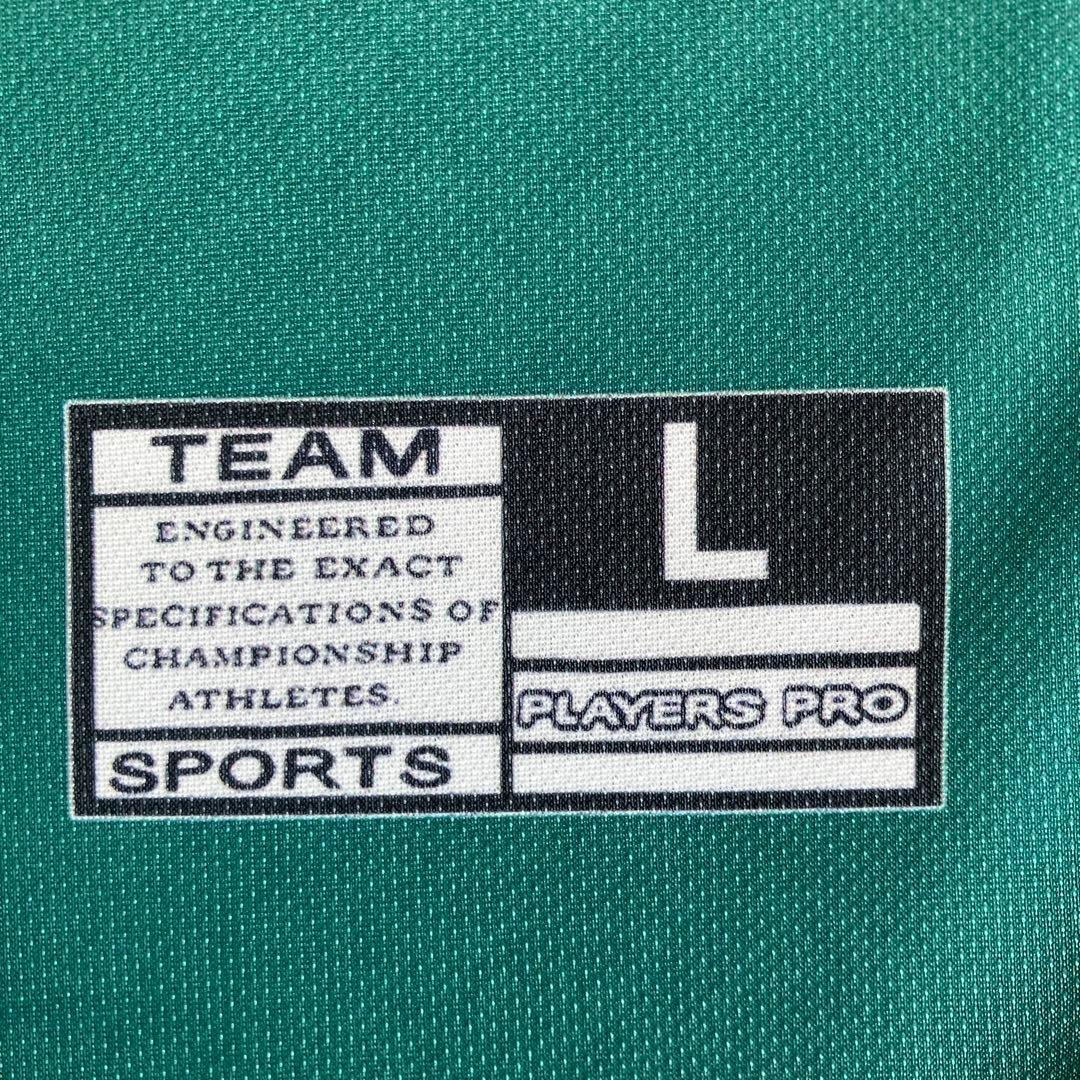 TEAM
ENGINEERED
TO THE EXACT
SPECIFICATIONS OF
CHAMPIONSHIP
ATHLETES.
SPORTS
L
PLAYERS PRO